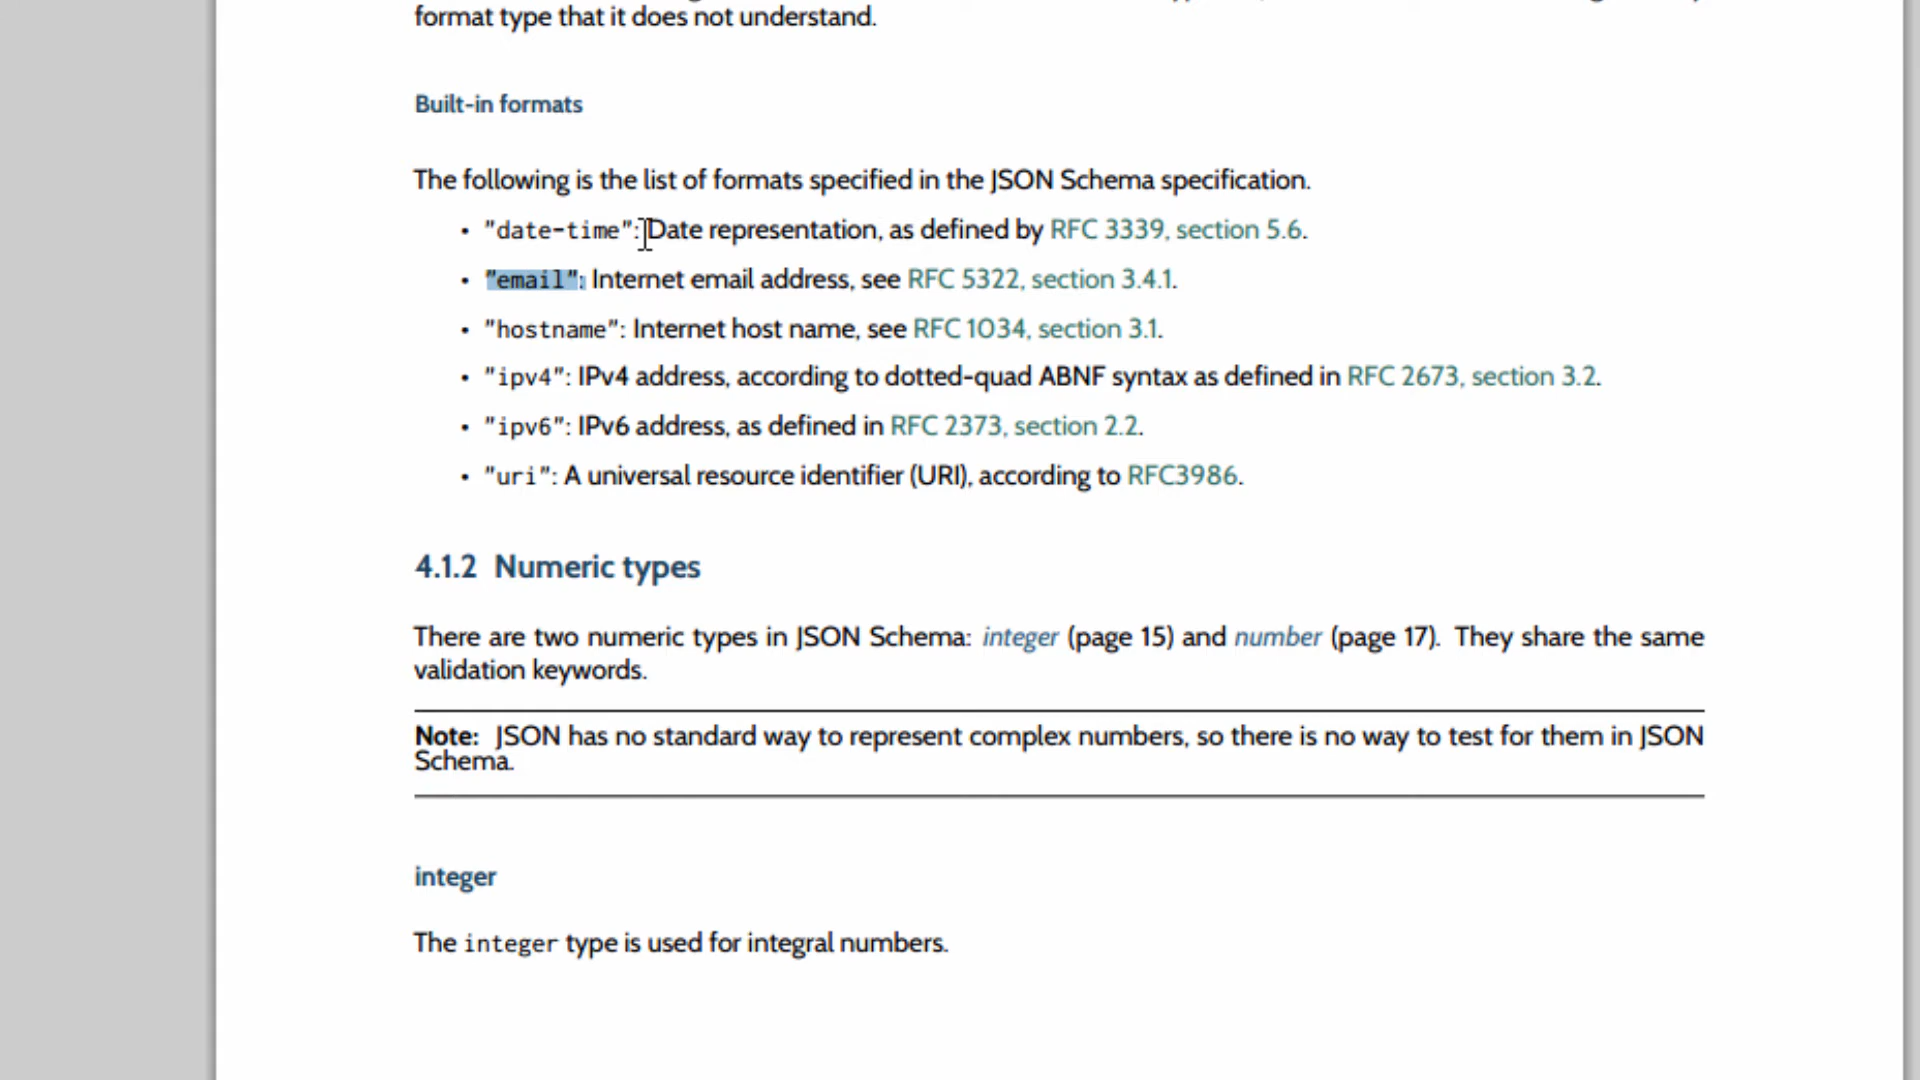 format type that it does not understand.
Built-in formats
The following is the list of formats specified in the JSON Schema specification.
• "date-time": Date representation, as defined by RFC 3339, section 5.6.
• "email": Internet email address, see RFC 5322, section 3.4.1.
• "hostname": Internet host name, see RFC 1034, section 3.1.
• "ipv4": IPv4 address, according to dotted-quad ABNF syntax as defined in RFC 2673, section 3.2.
• "ipv6": IPv6 address, as defined in RFC 2373, section 2.2.
• "uri": A universal resource identifier (URI), according to RFC3986.
4.1.2 Numeric types
There are two numeric types in JSON Schema: integer (page 15) and number (page 17). They share the same
validation keywords.
Note: JSON has no standard way to represent complex numbers, so there is no way to test for them in JSON
Schema.
integer
The integer type is used for integral numbers.